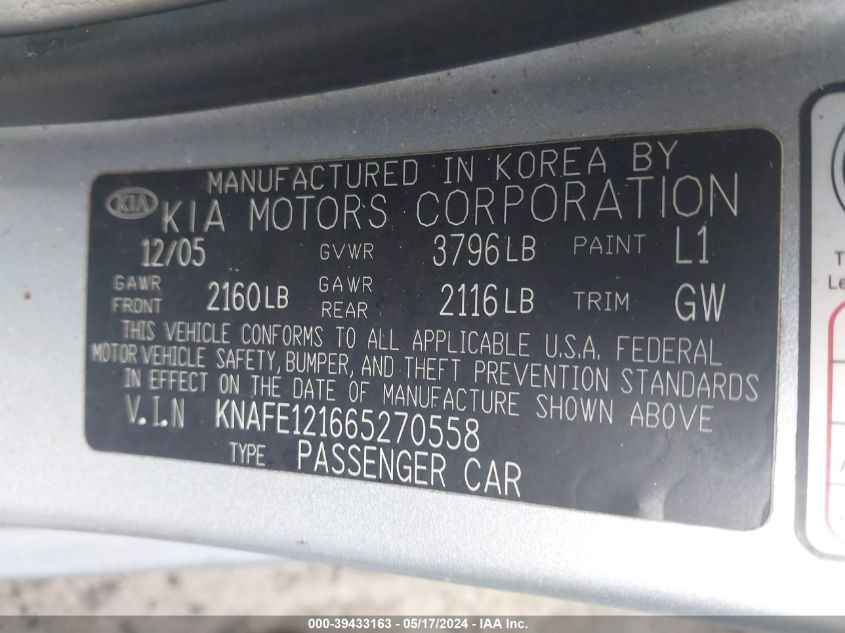 MANUFACTURED IN KOREA BY
KIA KIA MOTORS CORPORATION
12/05 GVWR 3796LB PAINT L1
GAWR FRONT 2160LB GAWR REAR 2116LB TRIM GW
THIS VEHICLE CONFORMS TO ALL APPLICABLE U.S.A. FEDERAL
MOTOR VEHICLE SAFETY, BUMPER, AND THEFT PREVENTION STANDARDS
IN EFFECT ON THE DATE OF MANUFACTURE SHOWN ABOVE
V.I.N KNAFE121665270558
TYPE PASSENGER CAR
000-39433163 - 05/17/2024 - IAA Inc.